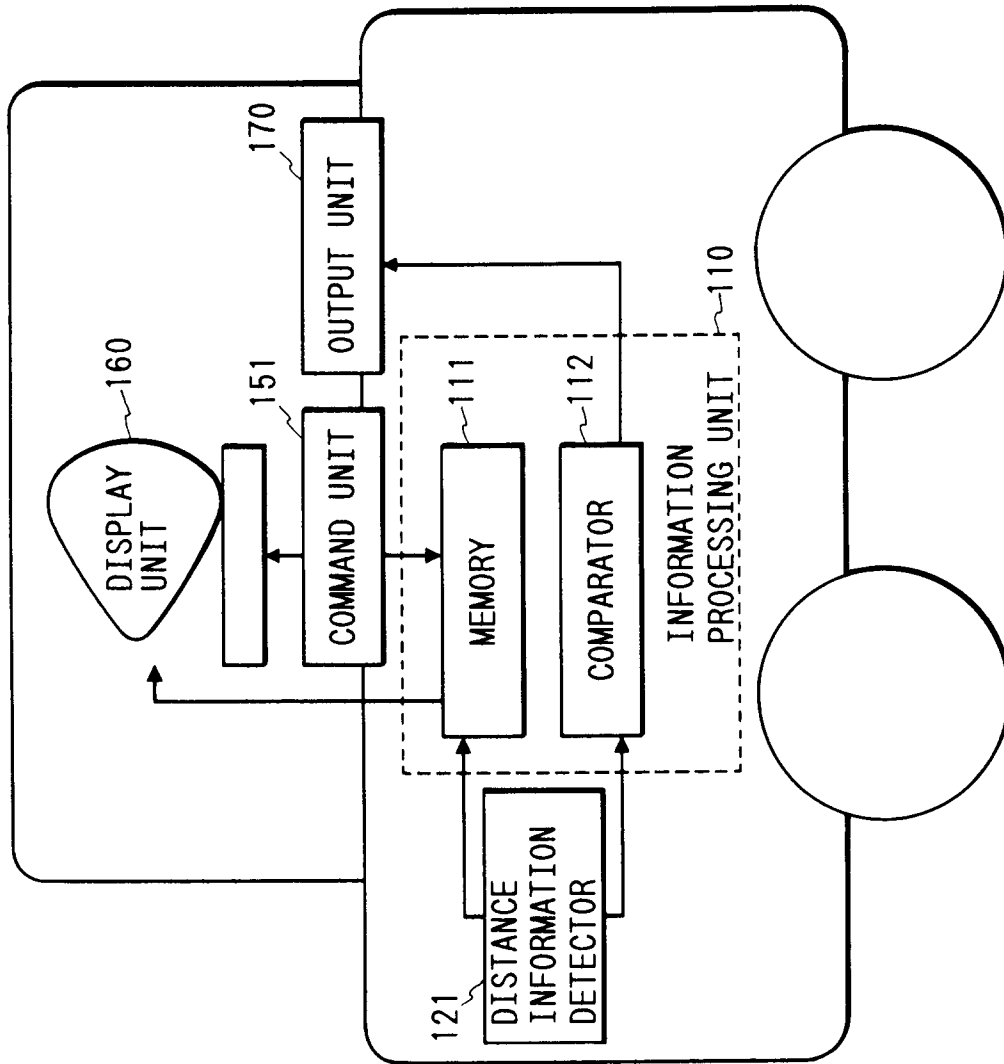 160
DISPLAY
UNIT
151
COMMAND UNIT
170
OUTPUT UNIT
111
MEMORY
112
COMPARATOR
INFORMATION
PROCESSING UNIT
110
121
DISTANCE
INFORMATION
DETECTOR